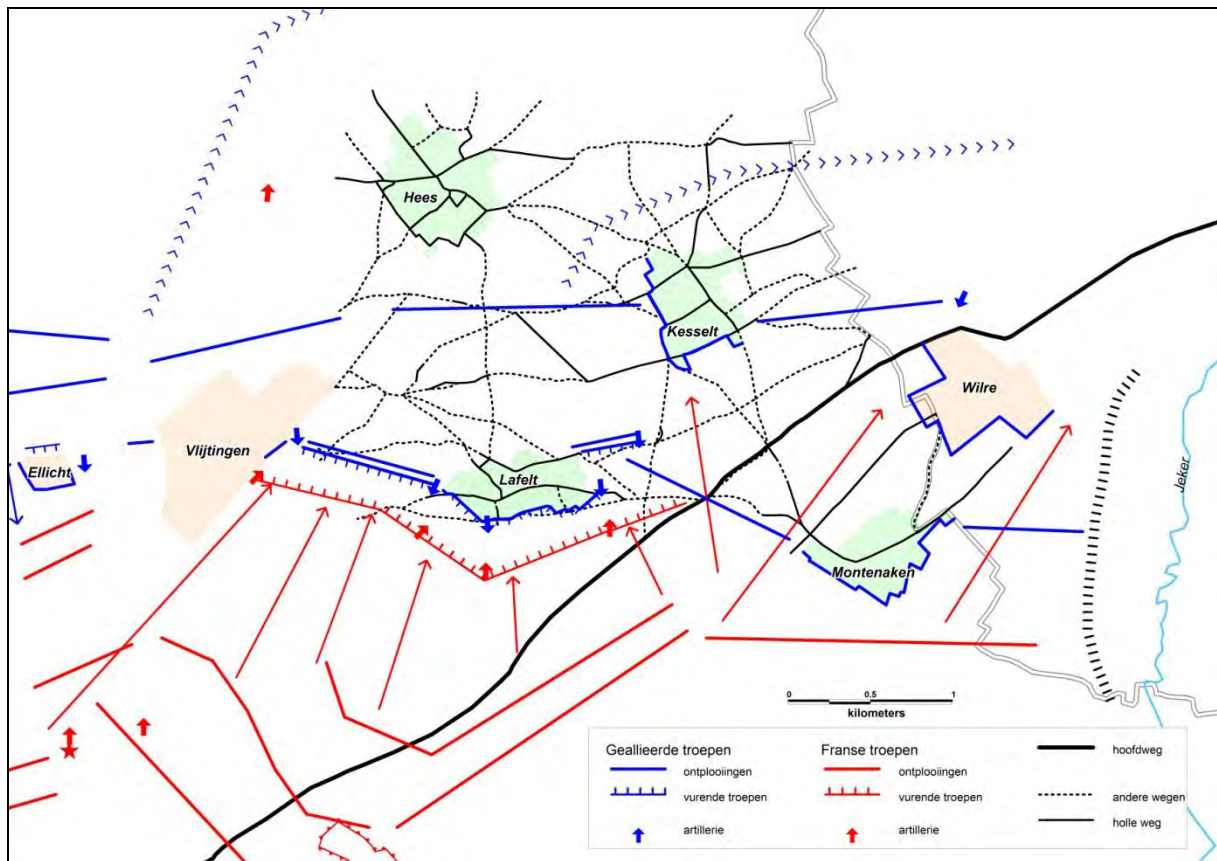 Hees
Kesselt
Wilre
Vlijtingen
Ellicht
Lafelt
Jeker
Montenaken
0 0.5 1
kilometers
Geallieerde troepen Franse troepen hoofdweg
ontplooiingen ontplooiingen
vurende troepen vurende troepen andere wegen
artillerie artillerie holle weg